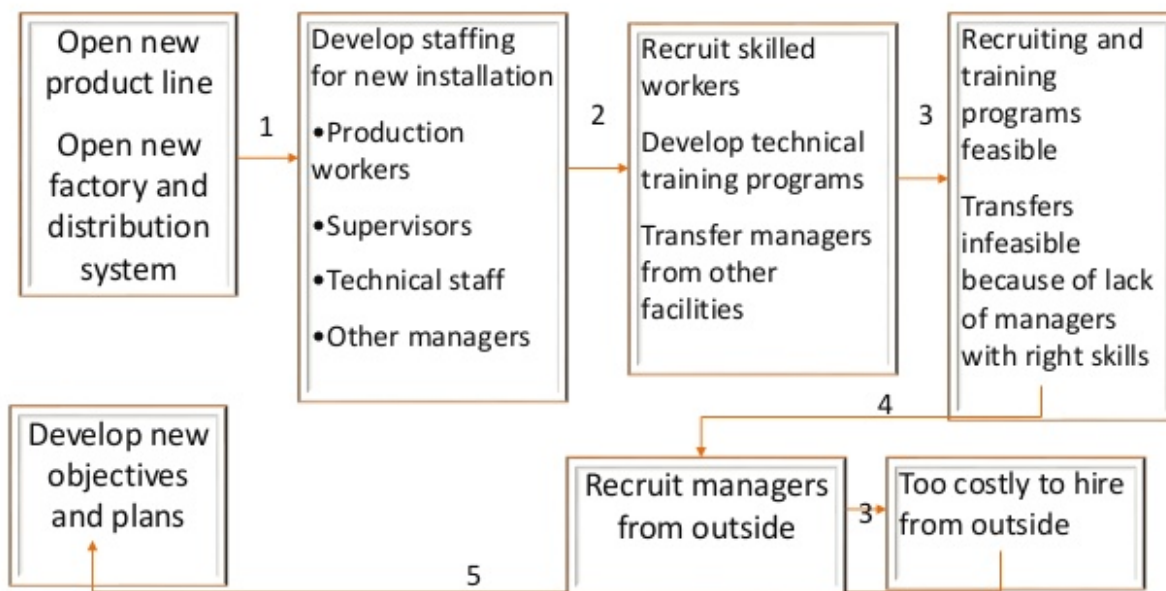 Open new
product line
Open new
factory and
distribution
system
1
Develop staffing
for new installation
•Production
workers
•Supervisors
•Technical staff
•Other managers
2
Recruit skilled
workers
Develop technical
training programs
Transfer managers
from other
facilities
3
Recruiting and
training
programs
feasible
Transfers
infeasible
because of lack
of managers
with right skills
4
Recruit managers
from outside
3
Too costly to hire
from outside
5
Develop new
objectives
and plans